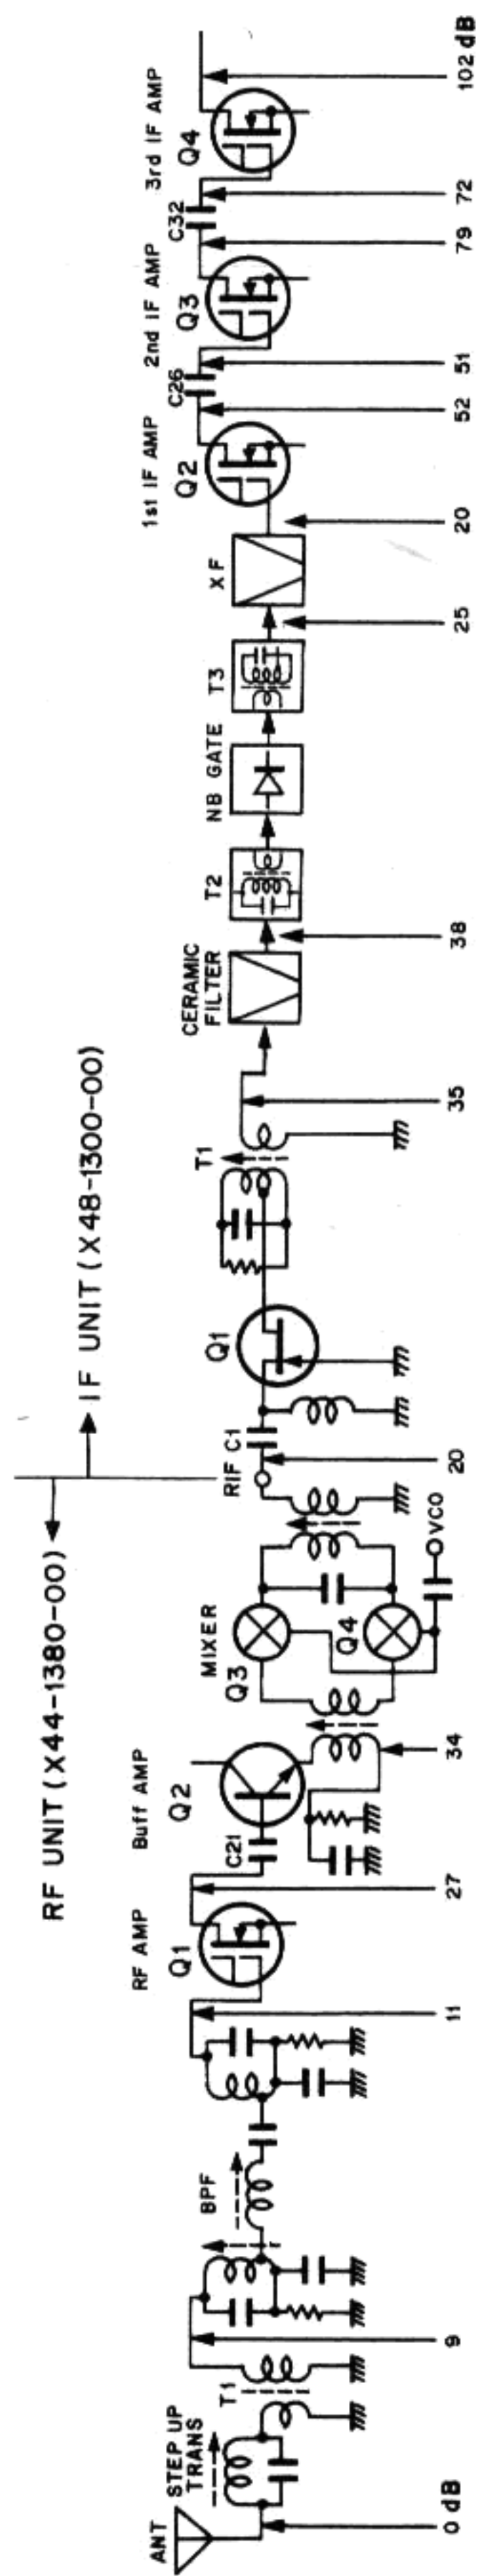 RF UNIT (X44-1380-00)
IF UNIT (X48-1300-00)
ANT
STEP UP
TRANS
T1
BPF
RF AMP
Q1
C21
Buff AMP
Q2
MIXER
Q3
Q4
VCO
RIF
C1
Q1
T1
CERAMIC
FILTER
T2
NB GATE
T3
XF
1st IF AMP
Q2
C26
2nd IF AMP
Q3
C32
3rd IF AMP
Q4
0 dB
9
11
27
34
20
35
38
25
20
52
51
79
72
102 dB